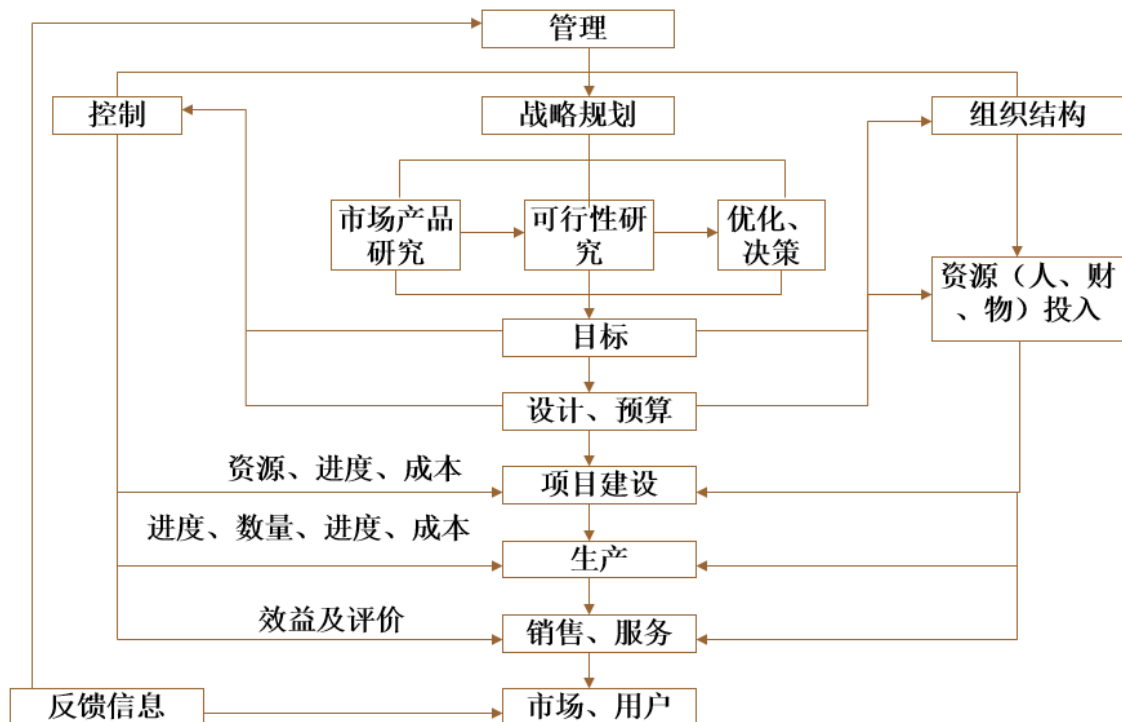 管理
控制
战略规划
组织结构
市场产品
研究
可行性研
究
优化、
决策
资源（人、财
、物）投入
目标
设计、预算
资源、进度、成本
项目建设
进度、数量、进度、成本
生产
效益及评价
销售、服务
反馈信息
市场、用户